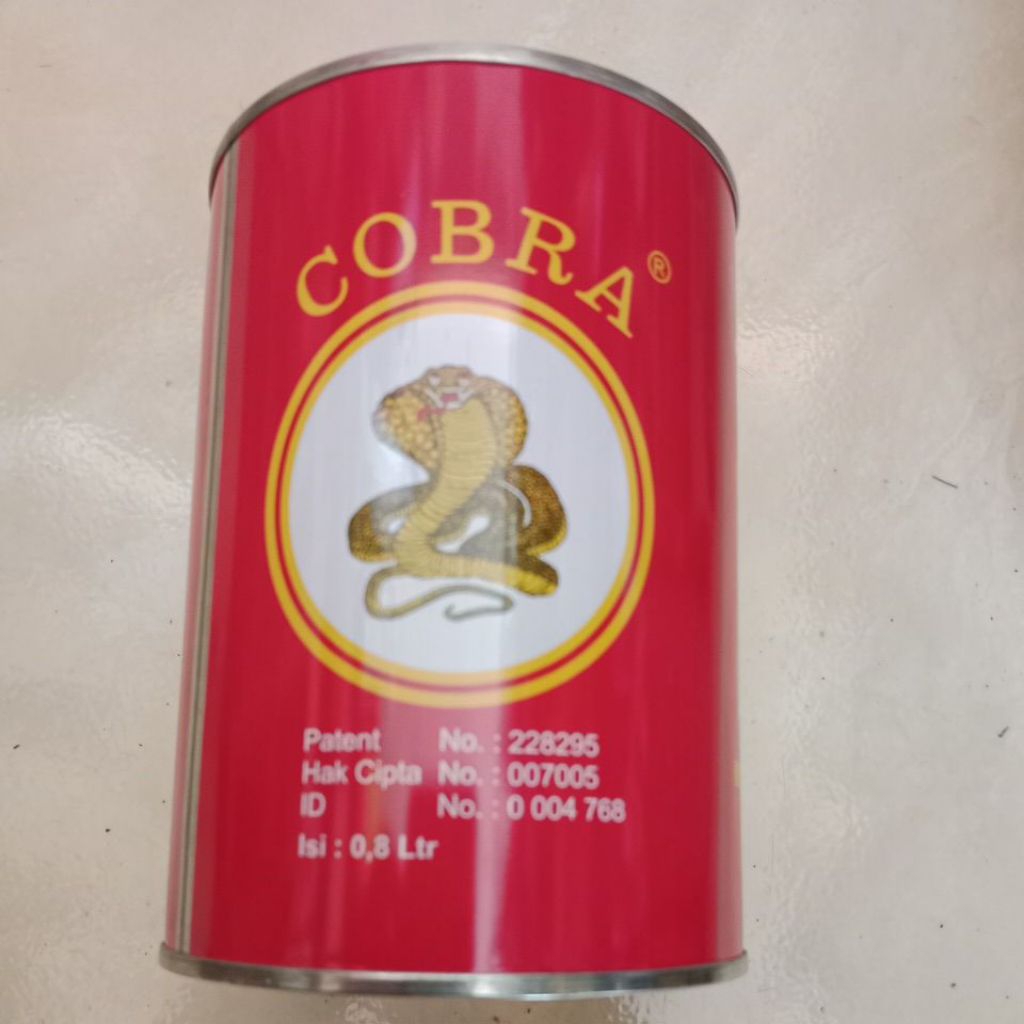 COBRA®
Patent No. : 228295
Hak Cipta No. : 007005
ID No. : 0 004 768
Isi : 0,8 Ltr